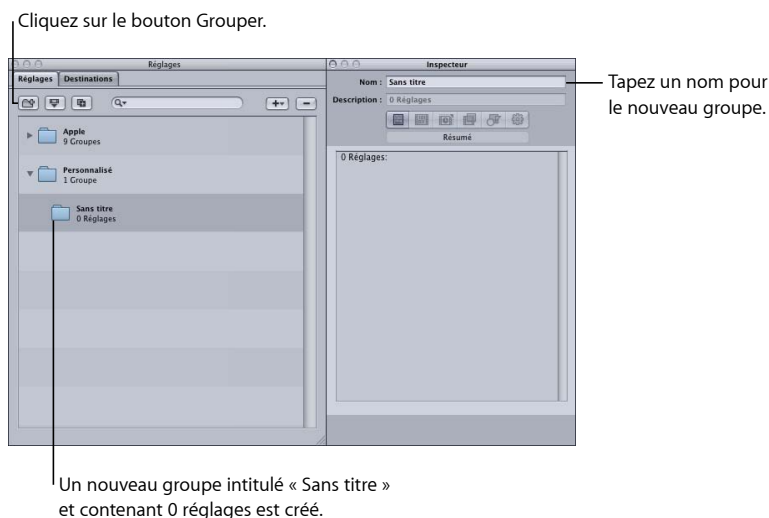 Cliquez sur le bouton Grouper.
Réglages
Inspecteur
Réglages Destinations
Nom : Sans titre
Tapez un nom pour
le nouveau groupe.
Description : 0 Réglages
Résumé
Apple
9 Groupes
0 Réglages:
Personnalisé
1 Groupe
Sans titre
0 Réglages
Un nouveau groupe intitulé « Sans titre »
et contenant 0 réglages est créé.